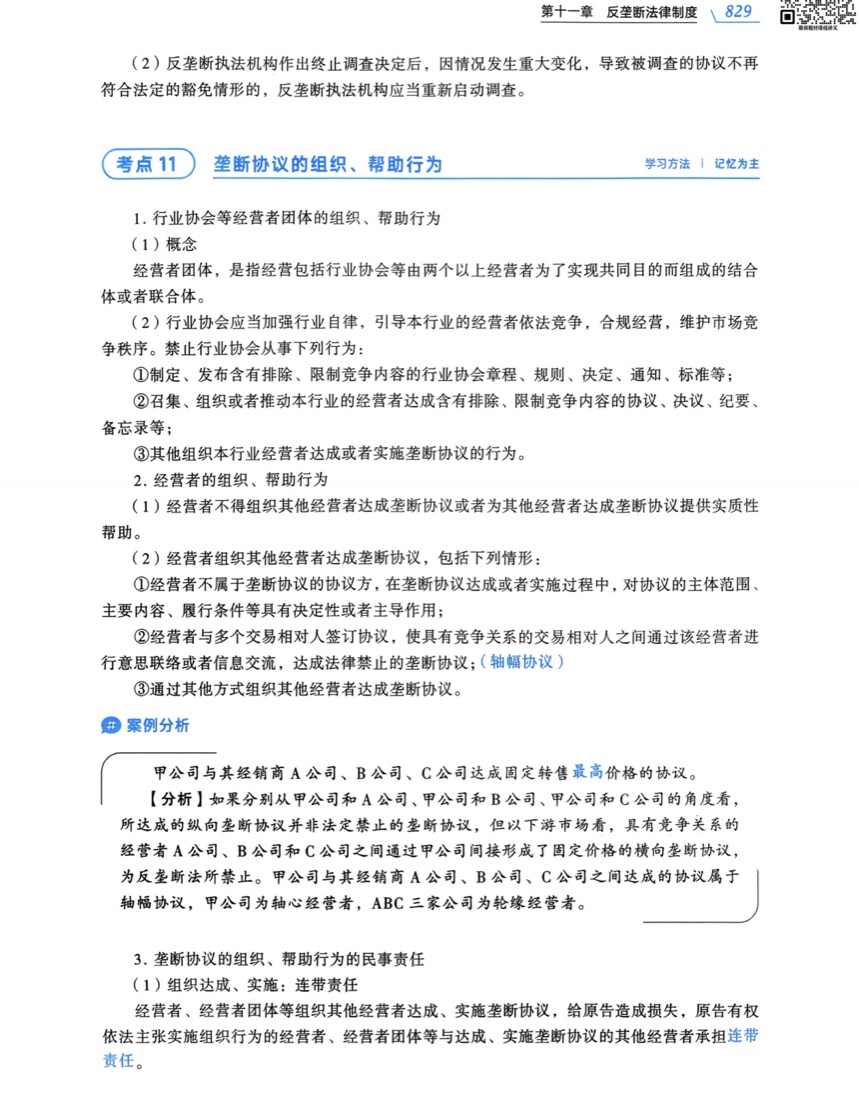 第十一章 反垄断法律制度 829
（2）反垄断执法机构作出终止调查决定后，因情况发生重大变化，导致被调查的协议不再
符合法定的豁免情形的，反垄断执法机构应当重新启动调查。
考点 11 垄断协议的组织、帮助行为 学习方法 | 记忆为主
1. 行业协会等经营者团体的组织、帮助行为
（1）概念
经营者团体，是指经营包括行业协会等由两个以上经营者为了实现共同目的而组成的结合
体或者联合体。
（2）行业协会应当加强行业自律，引导本行业的经营者依法竞争，合规经营，维护市场竞
争秩序。禁止行业协会从事下列行为：
①制定、发布含有排除、限制竞争内容的行业协会章程、规则、决定、通知、标准等；
②召集、组织或者推动本行业的经营者达成含有排除、限制竞争内容的协议、决议、纪要、
备忘录等；
③其他组织本行业经营者达成或者实施垄断协议的行为。
2. 经营者的组织、帮助行为
（1）经营者不得组织其他经营者达成垄断协议或者为其他经营者达成垄断协议提供实质性
帮助。
（2）经营者组织其他经营者达成垄断协议，包括下列情形：
①经营者不属于垄断协议的协议方，在垄断协议达成或者实施过程中，对协议的主体范围、
主要内容、履行条件等具有决定性或者主导作用；
②经营者与多个交易相对人签订协议，使具有竞争关系的交易相对人之间通过该经营者进
行意思联络或者信息交流，达成法律禁止的垄断协议；（轴幅协议）
③通过其他方式组织其他经营者达成垄断协议。
# 案例分析
甲公司与其经销商 A 公司、B 公司、C 公司达成固定转售最高价格的协议。
【分析】如果分别从甲公司和 A 公司、甲公司和 B 公司、甲公司和 C 公司的角度看，
所达成的纵向垄断协议并非法定禁止的垄断协议，但以下游市场看，具有竞争关系的
经营者 A 公司、B 公司和 C 公司之间通过甲公司间接形成了固定价格的横向垄断协议，
为反垄断法所禁止。甲公司与其经销商 A 公司、B 公司、C 公司之间达成的协议属于
轴幅协议，甲公司为轴心经营者，ABC 三家公司为轮缘经营者。
3. 垄断协议的组织、帮助行为的民事责任
（1）组织达成、实施：连带责任
经营者、经营者团体等组织其他经营者达成、实施垄断协议，给原告造成损失，原告有权
依法主张实施组织行为的经营者、经营者团体等与达成、实施垄断协议的其他经营者承担连带
责任。